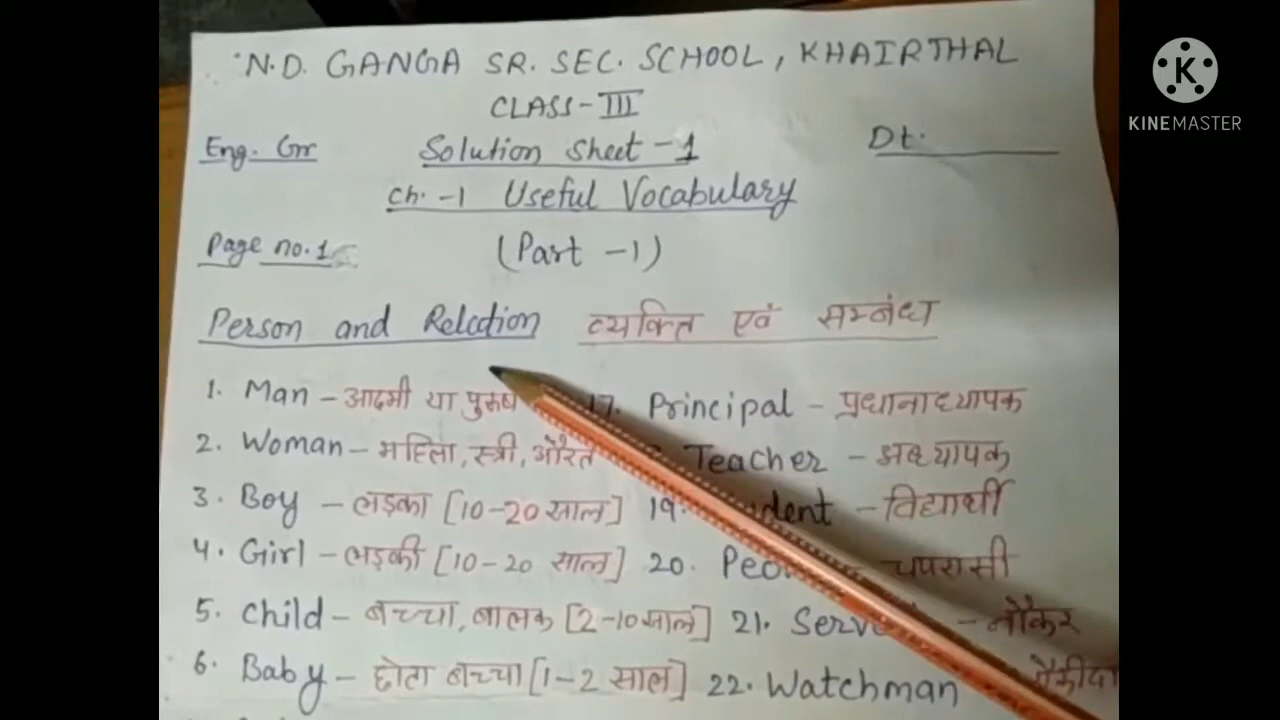 N.D. GANGA SR. SEC. SCHOOL, KHAIRTHAL
CLASS-III
Eng. Grr Solution Sheet-1 Dt.
Ch.-1 Useful Vocabulary
Page no.1 (Part-1)
Person and Relation व्यक्ति एवं सम्बंध
1. Man - आदमी या पुरुष 17. Principal - प्रधानाध्यापक
2. Woman - महिला, स्त्री, औरत Teacher - अध्यापक
3. Boy - लड़का [10-20 साल] 19. - विद्यार्थी
4. Girl - लड़की [10-20 साल] 20. चपरासी
5. Child - बच्चा, बालक [2-10 साल] 21. - नौकर
6. Baby - छोटा बच्चा [1-2 साल] 22. Watchman
KINEMASTER